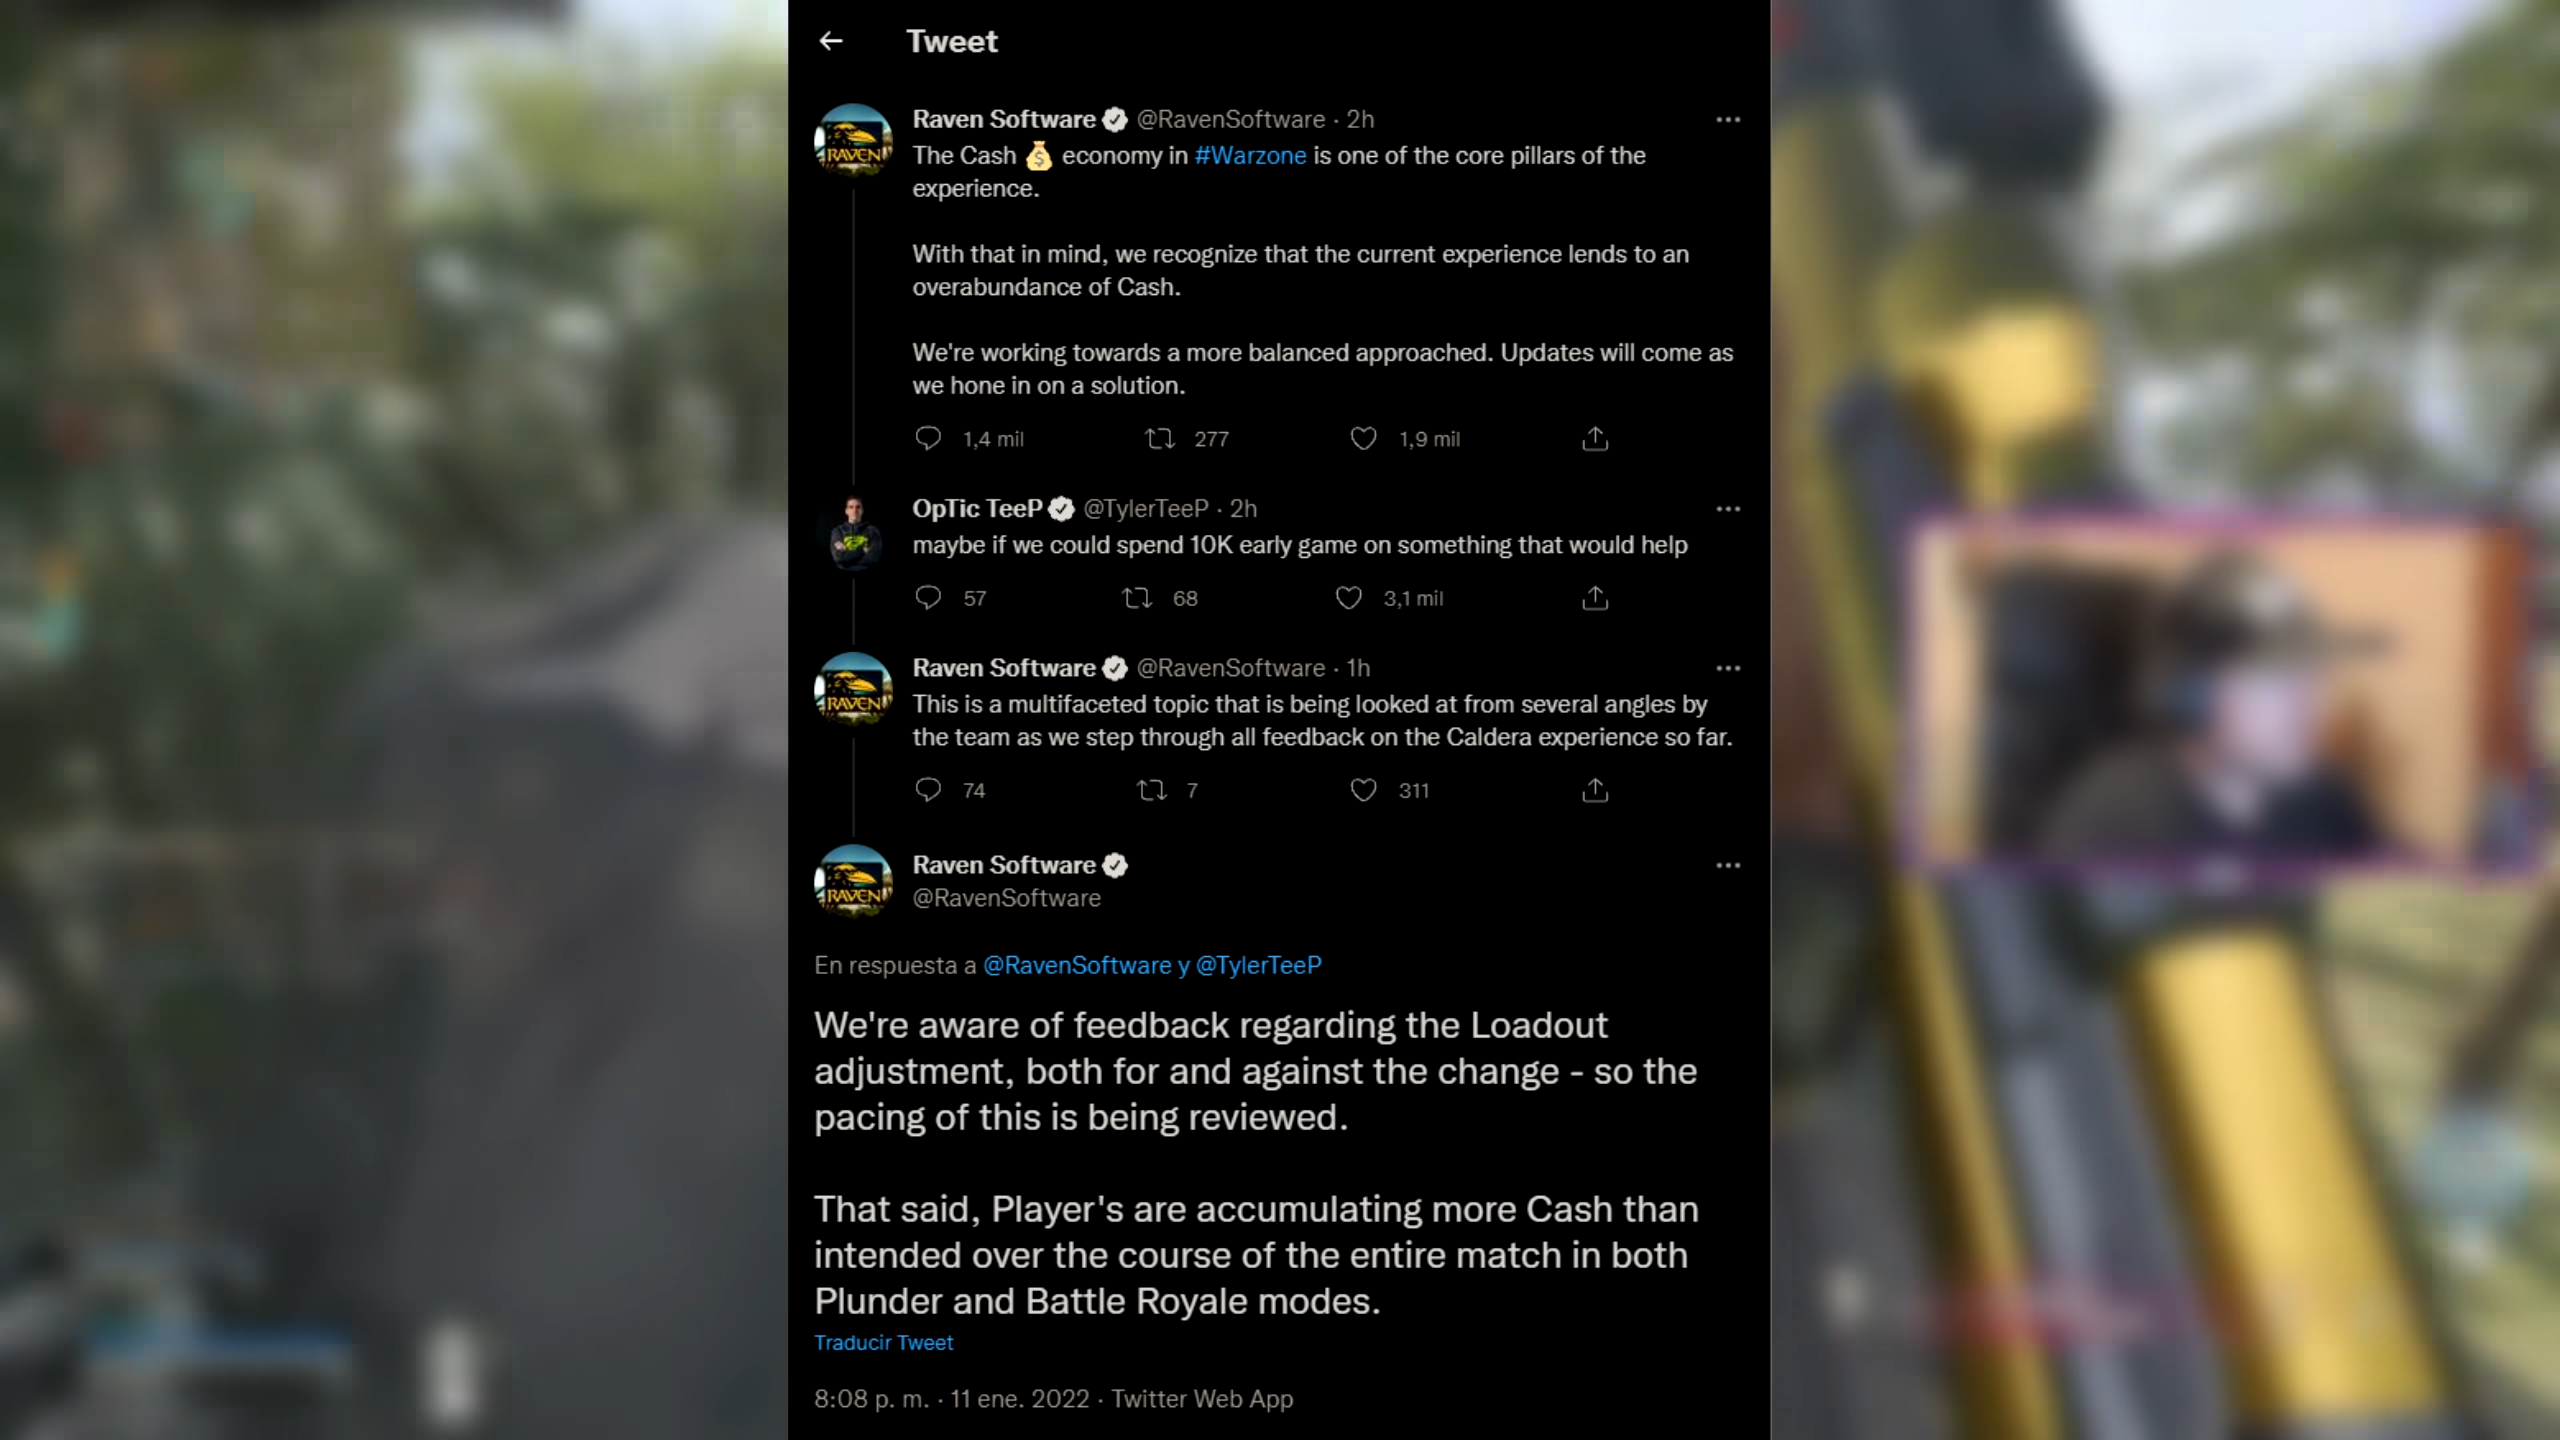 Tweet
Raven Software @RavenSoftware · 2h
The Cash 💰 economy in #Warzone is one of the core pillars of the
experience.
With that in mind, we recognize that the current experience lends to an
overabundance of Cash.
We're working towards a more balanced approached. Updates will come as
we hone in on a solution.
1,4 mil 277 1,9 mil
OpTic TeeP @TylerTeeP · 2h
maybe if we could spend 10K early game on something that would help
57 68 3,1 mil
RAVEN
Raven Software @RavenSoftware · 1h
This is a multifaceted topic that is being looked at from several angles by
the team as we step through all feedback on the Caldera experience so far.
RAVEN
74 7 311
Raven Software
@RavenSoftware
RAVEN
En respuesta a @RavenSoftware y @TylerTeeP
We're aware of feedback regarding the Loadout
adjustment, both for and against the change - so the
pacing of this is being reviewed.
That said, Player's are accumulating more Cash than
intended over the course of the entire match in both
Plunder and Battle Royale modes.
Traducir Tweet
8:08 p. m. · 11 ene. 2022 · Twitter Web App